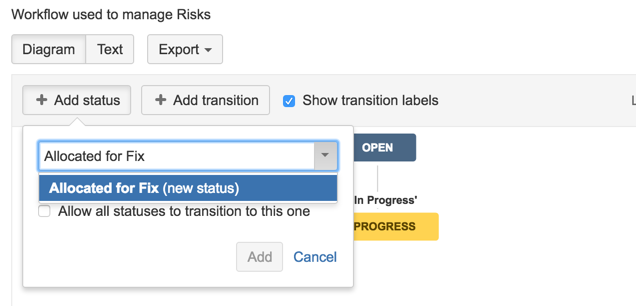 Workflow used to manage Risks
Diagram Text Export
+ Add status + Add transition Show transition labels
Allocated for Fix
OPEN
Allocated for Fix (new status)
In Progress'
Allow all statuses to transition to this one
PROGRESS
Add Cancel